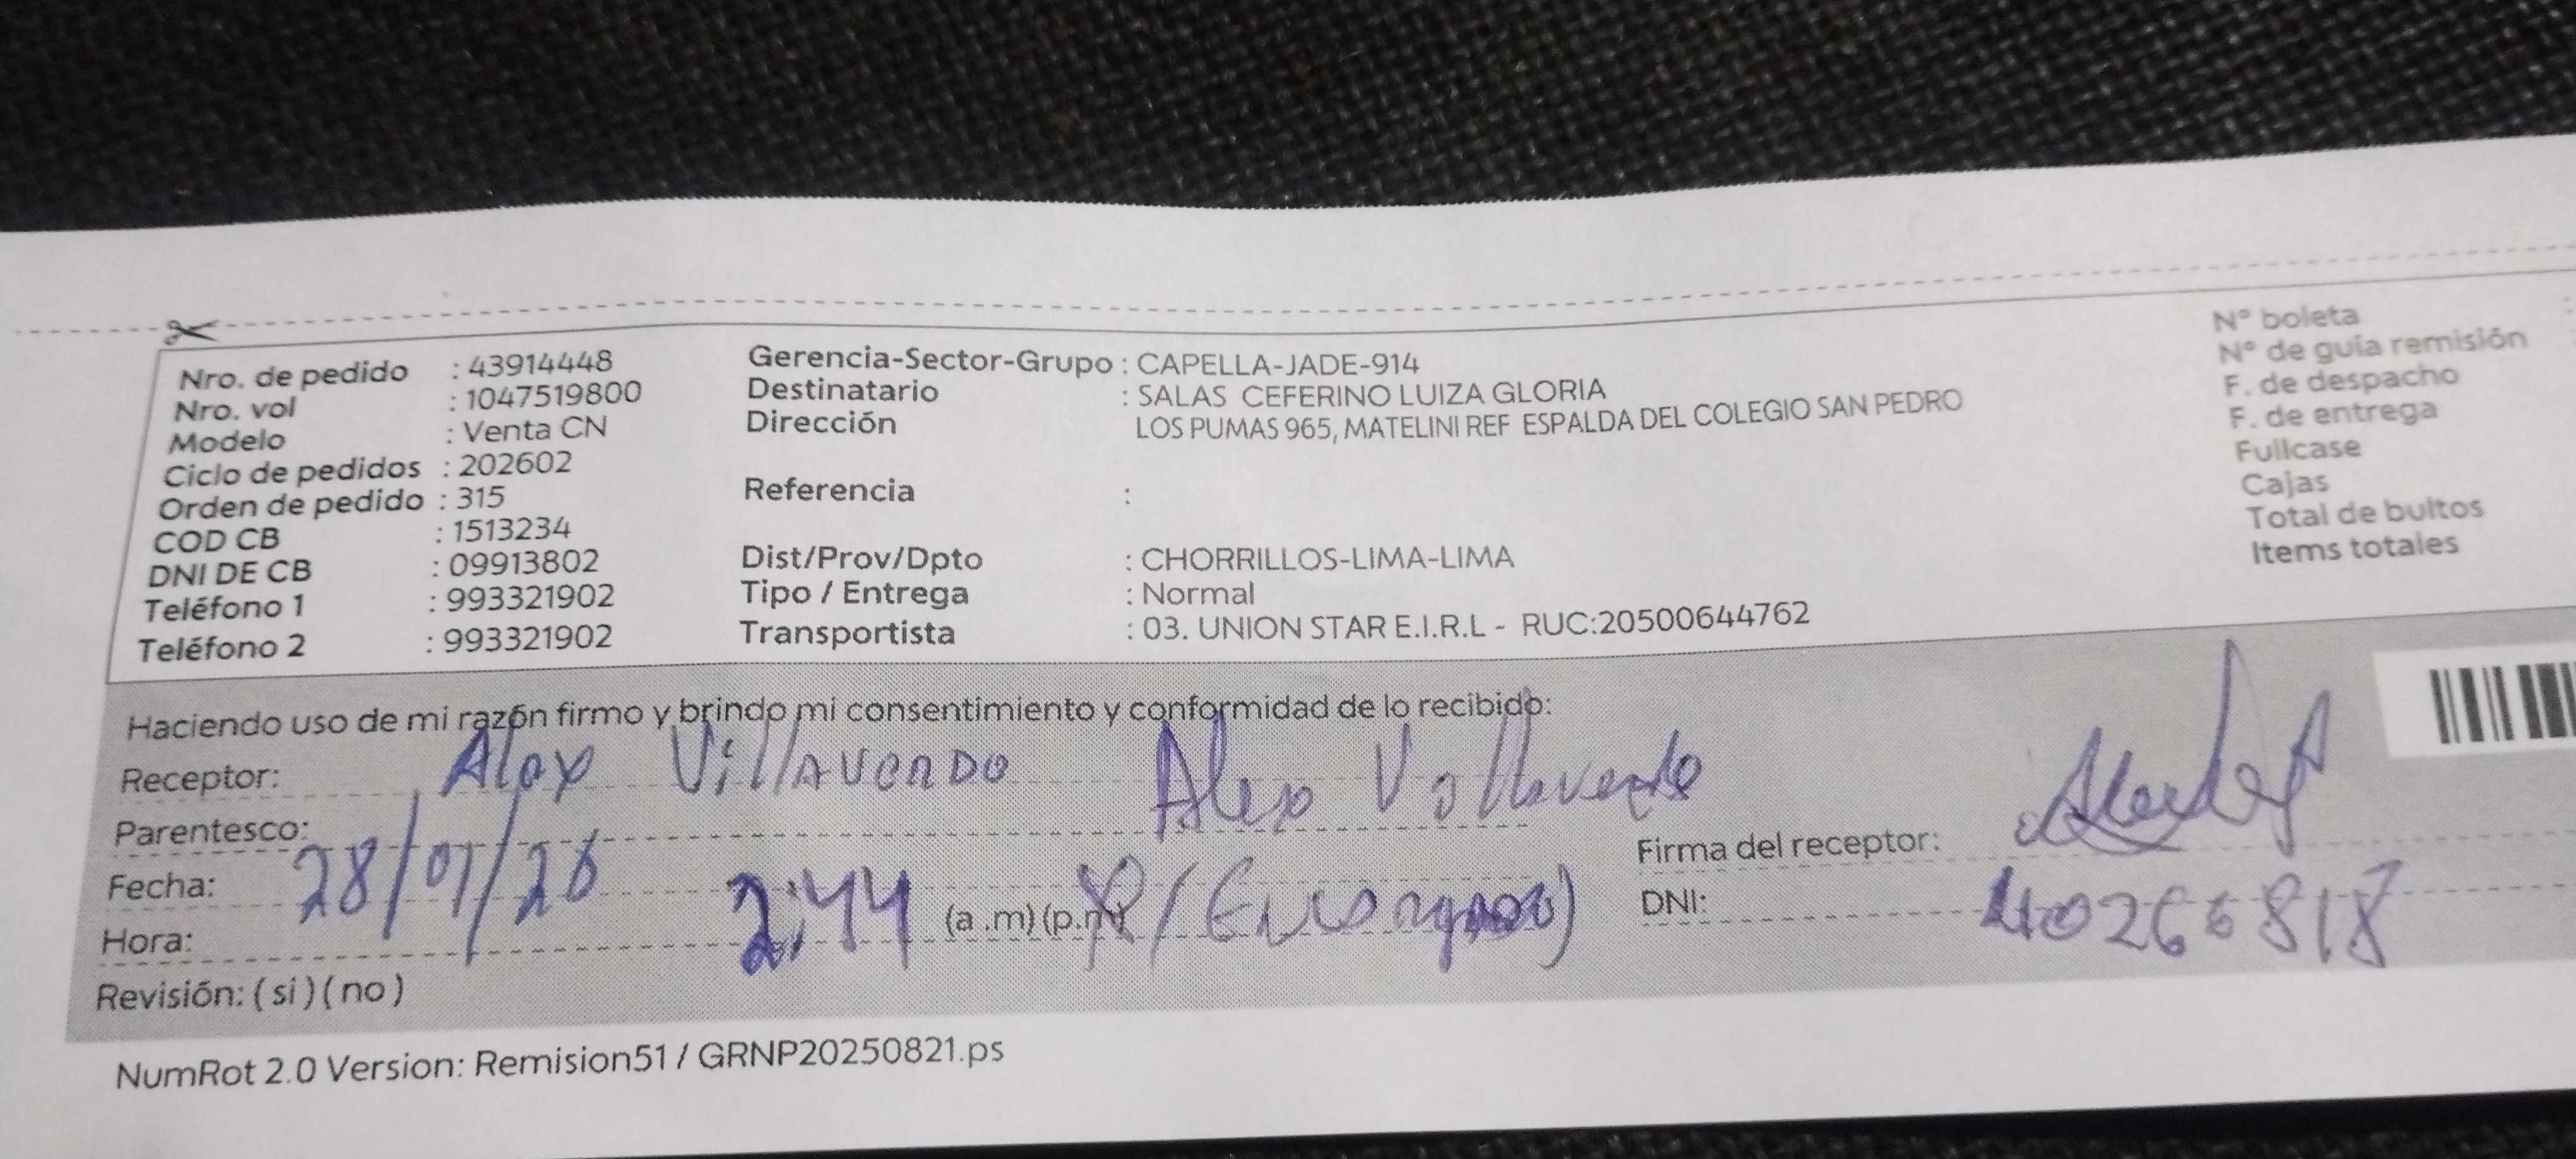 Nro. de pedido : 43914448
Nro. vol : 1047519800
Modelo : Venta CN
Ciclo de pedidos : 202602
Orden de pedido : 315
COD CB : 1513234
DNI DE CB : 09913802
Teléfono 1 : 993321902
Teléfono 2 : 993321902
Gerencia-Sector-Grupo : CAPELLA-JADE-914
Destinatario : SALAS CEFERINO LUIZA GLORIA
Dirección LOS PUMAS 965, MATELINI REF ESPALDA DEL COLEGIO SAN PEDRO
Referencia :
Dist/Prov/Dpto : CHORRILLOS-LIMA-LIMA
Tipo / Entrega : Normal
Transportista : 03. UNION STAR E.I.R.L - RUC:20500644762
N° boleta
N° de guía remisión
F. de despacho
F. de entrega
Fullcase
Cajas
Total de bultos
Items totales
Haciendo uso de mi razón firmo y brindo mi consentimiento y conformidad de lo recibido:
Receptor: Alex Villaverde Alex Villaverde
Parentesco:
Firma del receptor:
Fecha: 28/01/26
Hora: 2:44 (a .m) (p.m)
DNI: 40266818
Revisión: ( si ) ( no )
NumRot 2.0 Version: Remision51 / GRNP20250821.ps